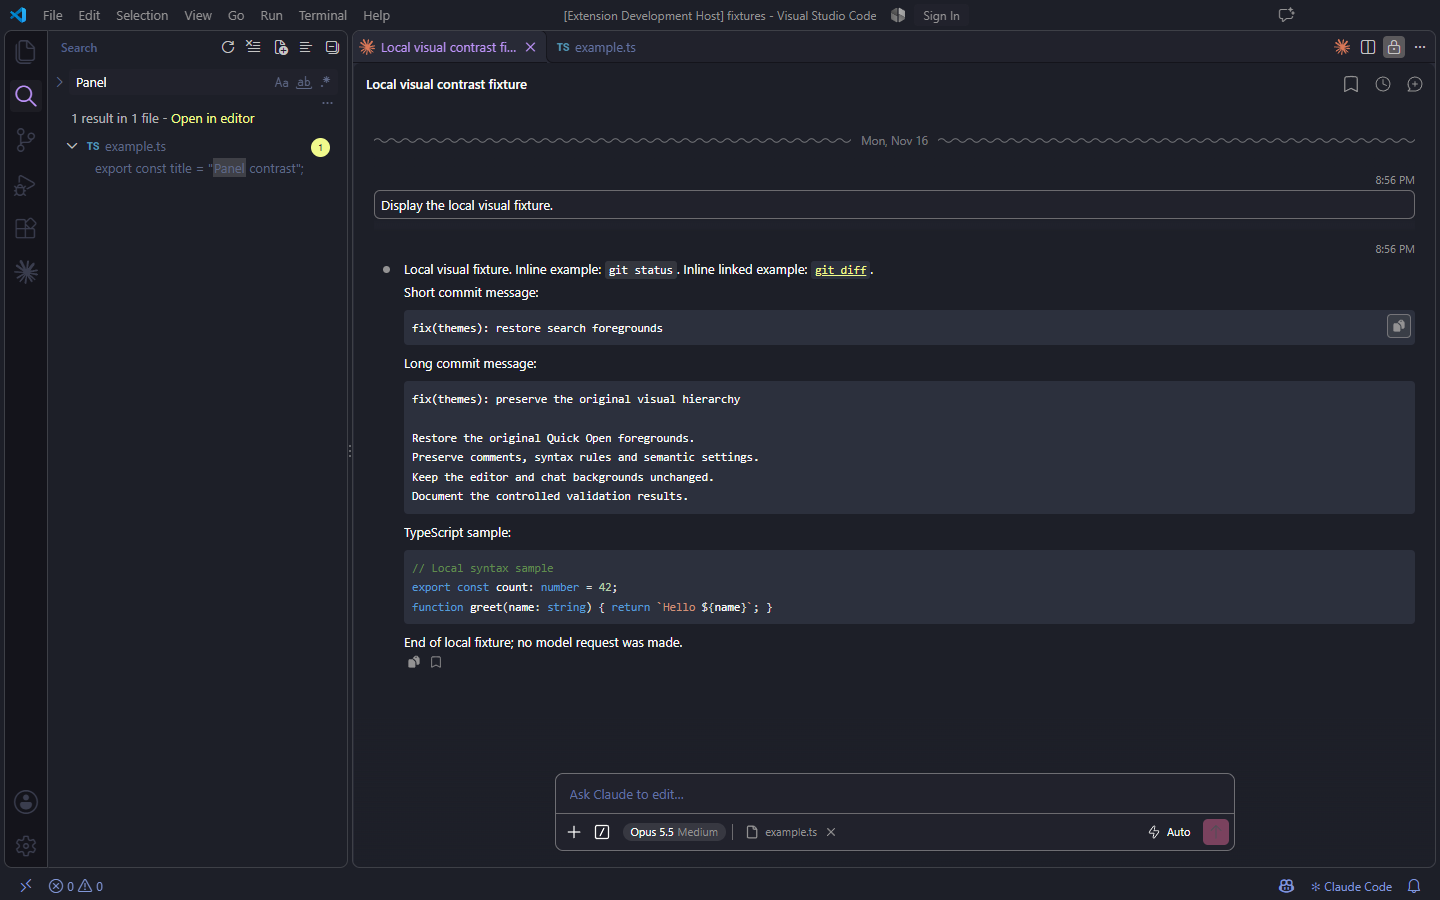 File Edit Selection View Go Run Terminal Help
[Extension Development Host] fixtures - Visual Studio Code
Sign In
Search
Panel
Aa ab .*
1 result in 1 file - Open in editor
TS example.ts
1
export const title = "Panel contrast";
Local visual contrast fi...
TS example.ts
Local visual contrast fixture
Mon, Nov 16
8:56 PM
Display the local visual fixture.
8:56 PM
Local visual fixture. Inline example: git status. Inline linked example: git diff.
Short commit message:
fix(themes): restore search foregrounds
Long commit message:
fix(themes): preserve the original visual hierarchy
Restore the original Quick Open foregrounds.
Preserve comments, syntax rules and semantic settings.
Keep the editor and chat backgrounds unchanged.
Document the controlled validation results.
TypeScript sample:
// Local syntax sample
export const count: number = 42;
function greet(name: string) { return `Hello ${name}`; }
End of local fixture; no model request was made.
Ask Claude to edit...
Opus 5.5 Medium
example.ts
Auto
0 0
Claude Code